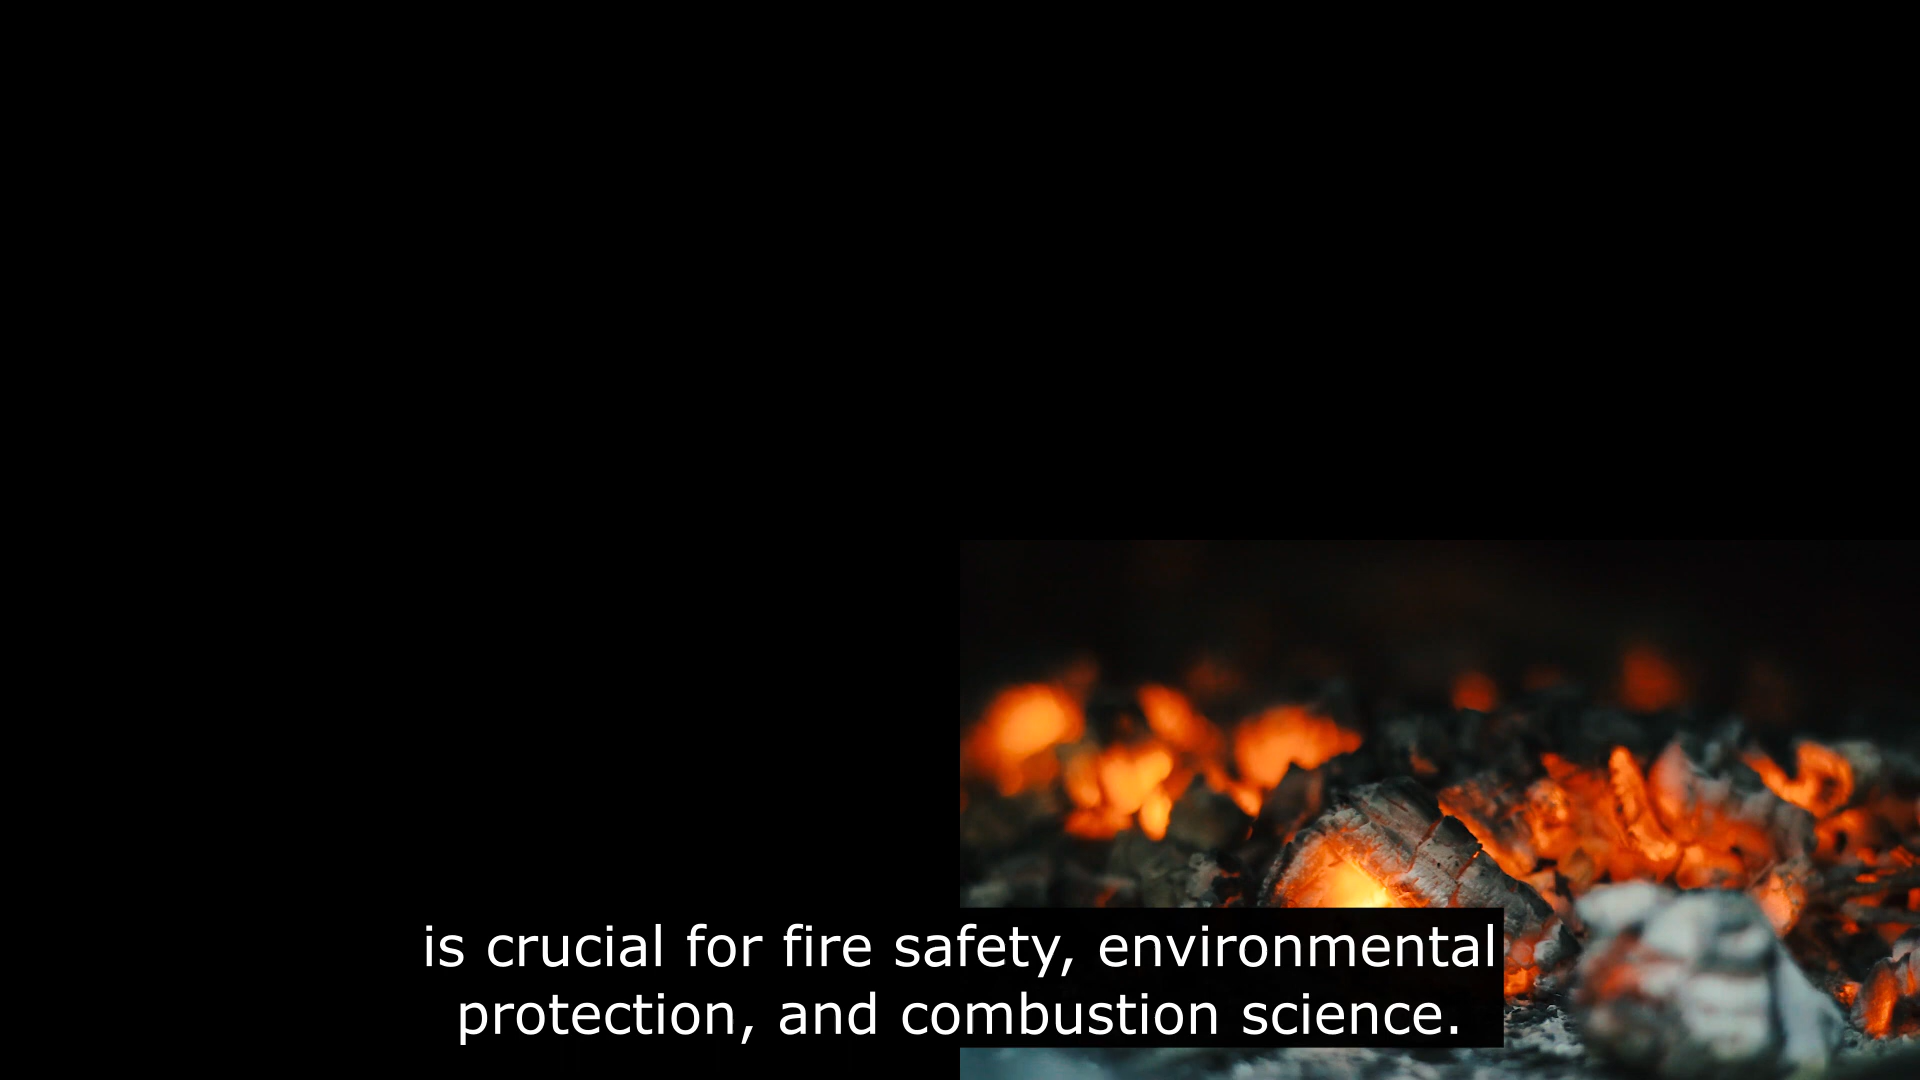 is crucial for fire safety, environmental
protection, and combustion science.